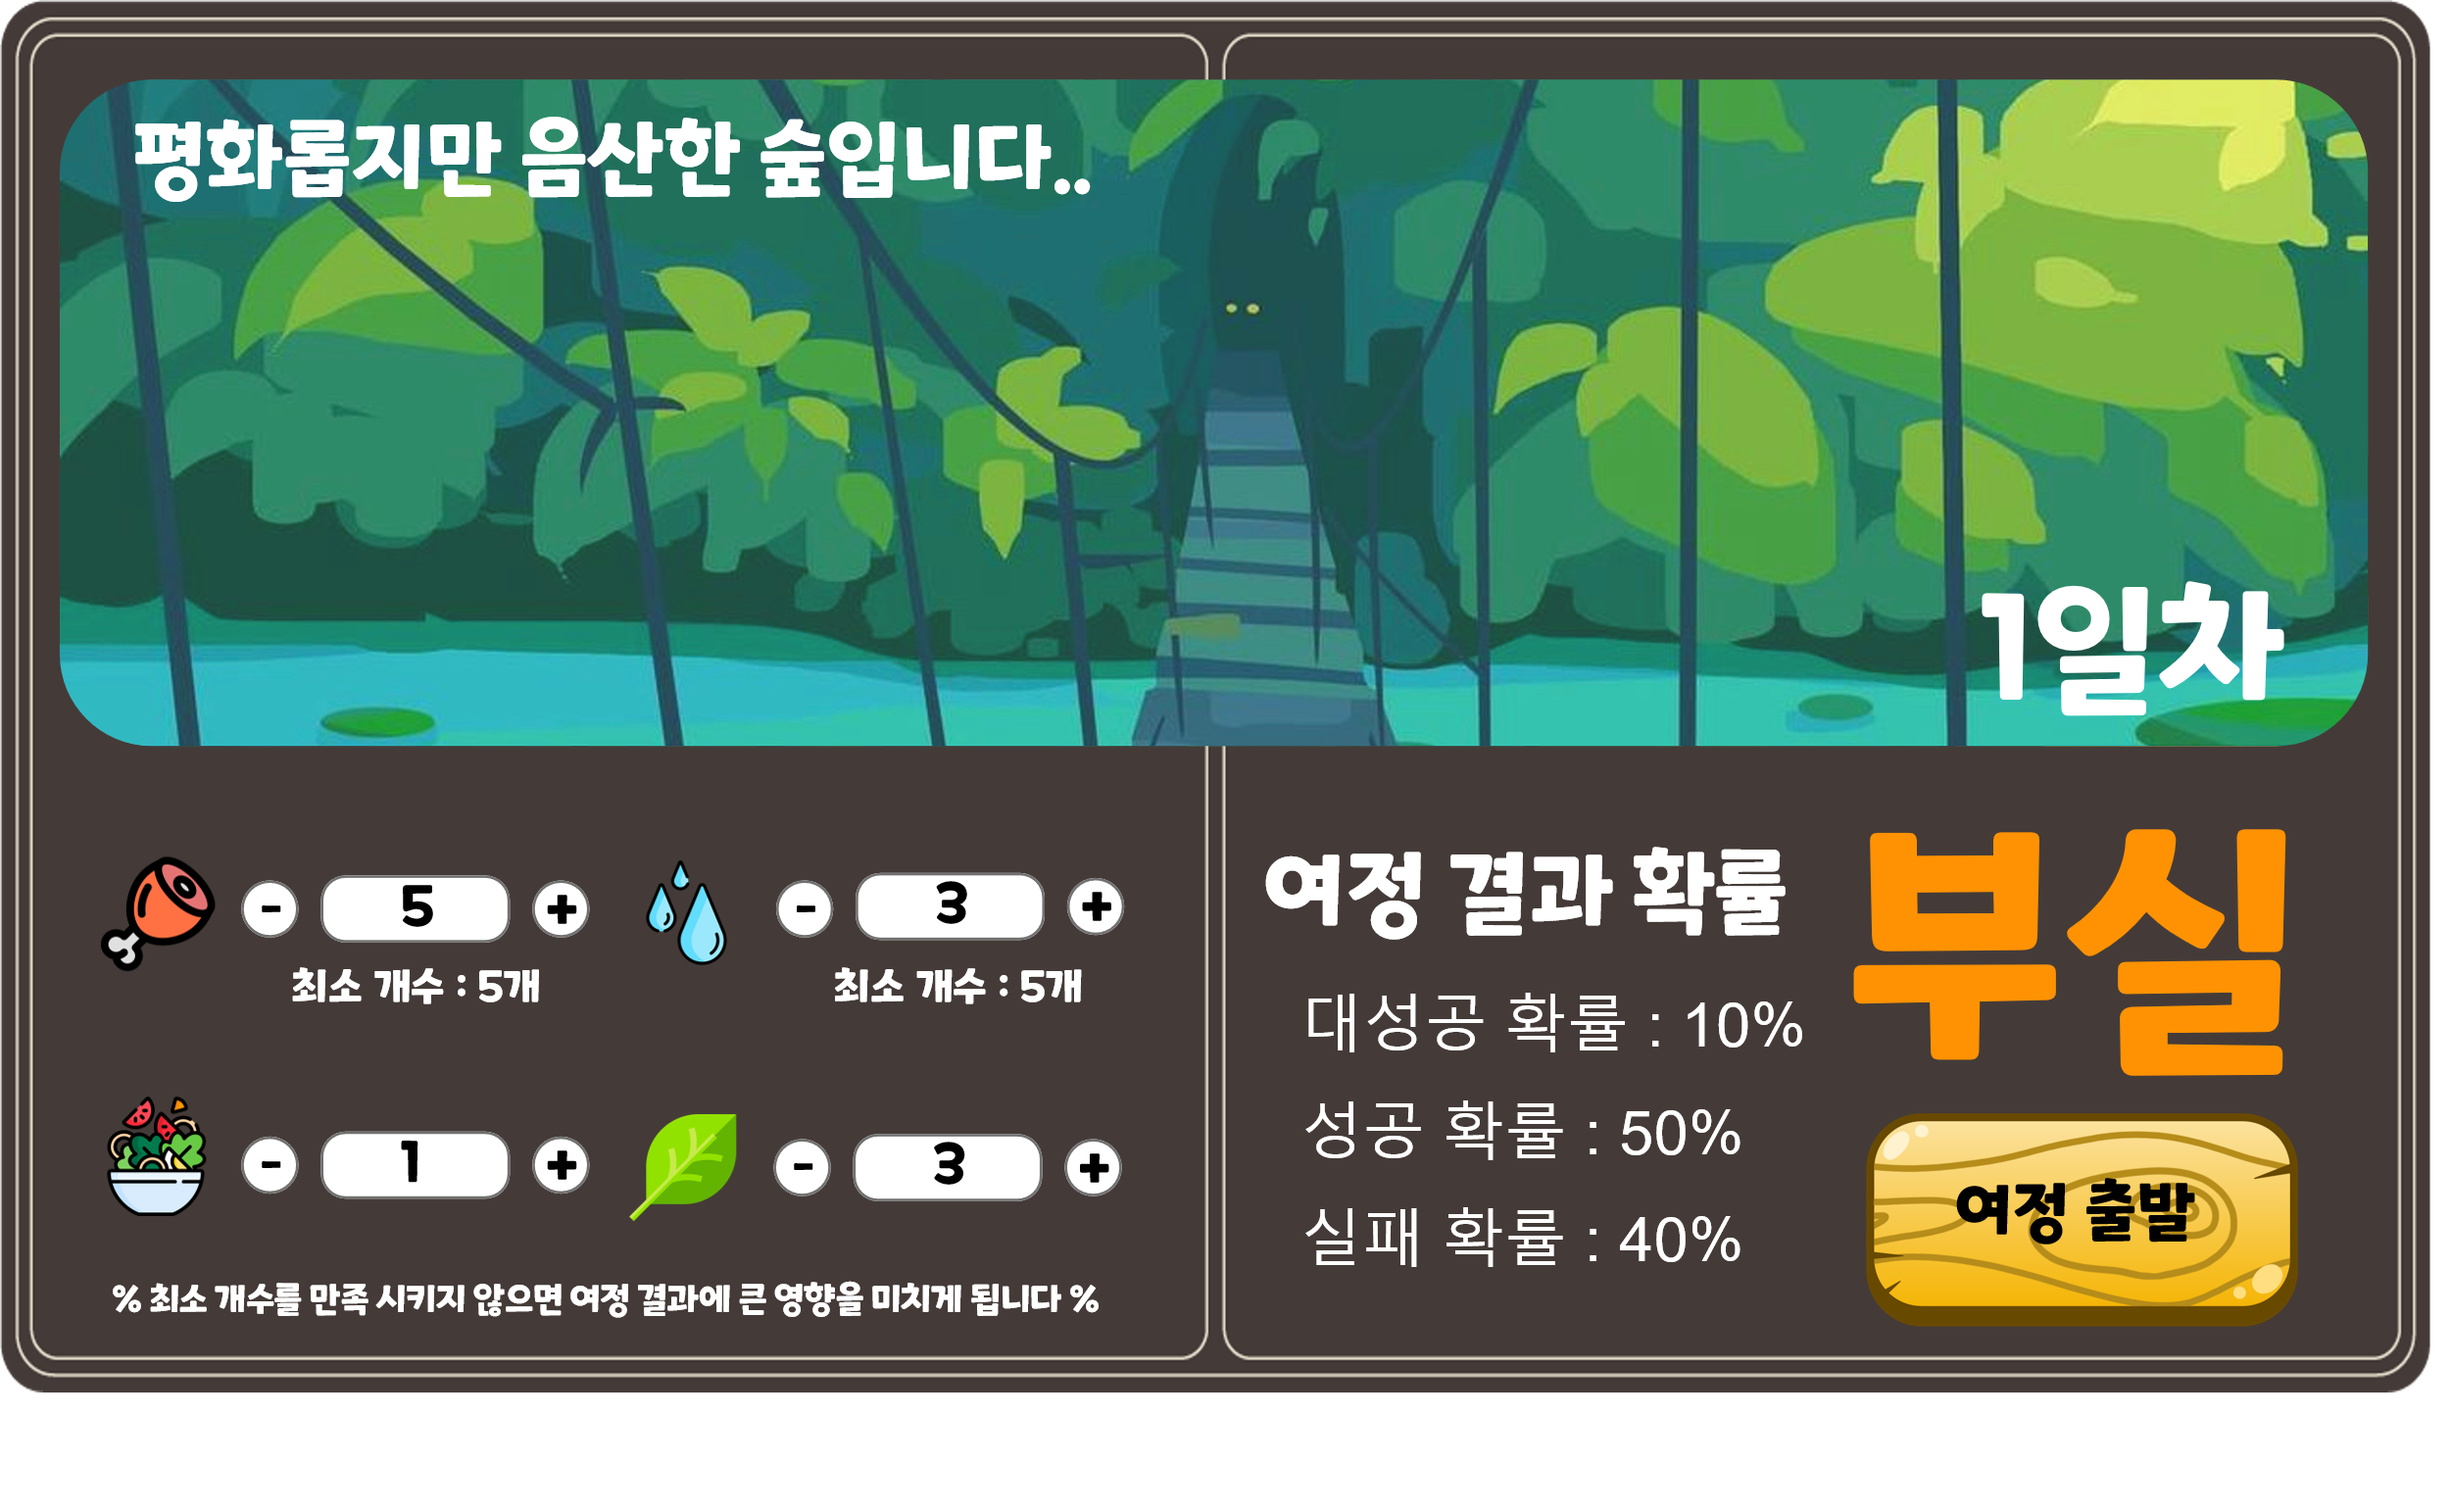 평화롭지만 음산한 숲입니다..
1일차
- 5 +
최소 개수 : 5개
- 3 +
최소 개수 : 5개
- 1 +
- 3 +
% 최소 개수를 만족 시키지 않으면 여정 결과에 큰 영향을 미치게 됩니다 %
여정 결과 확률
부실
대성공 확률 : 10%
성공 확률 : 50%
실패 확률 : 40%
여정 출발